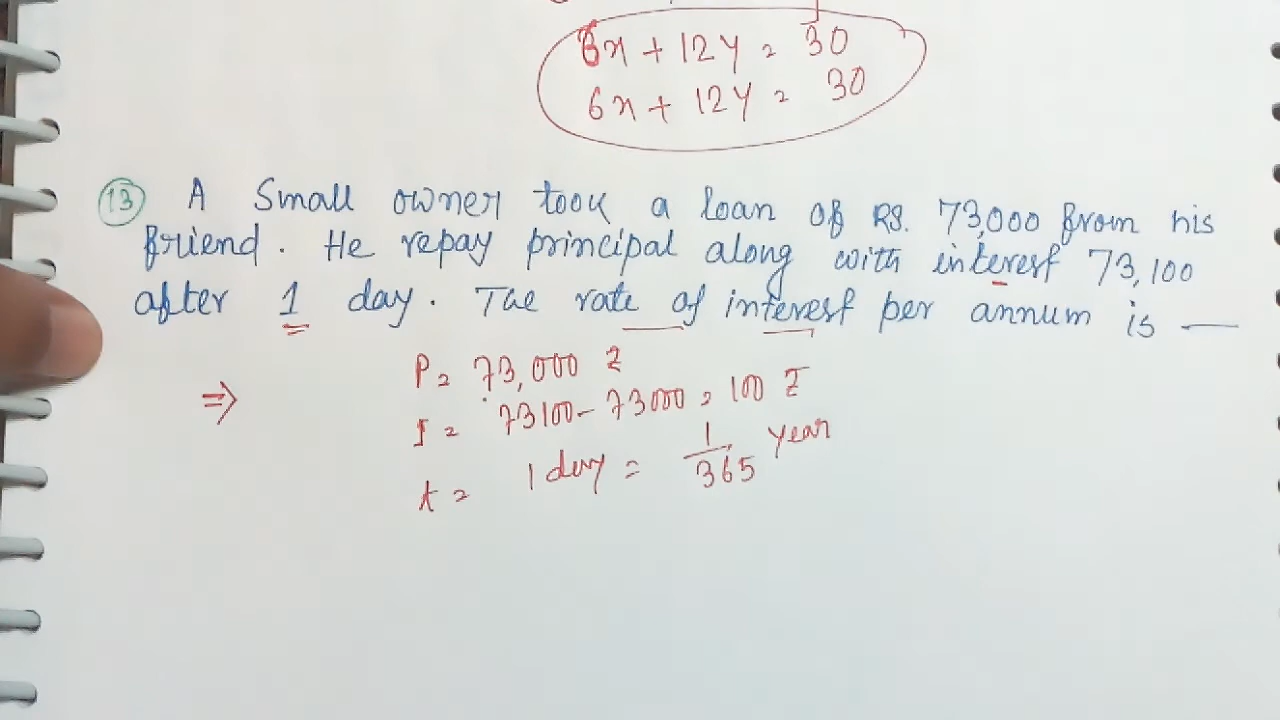 6x + 12y = 30
6x + 12y = 30
13 A Small owner took a loan of RS. 73,000 from his
friend. He repay principal along with interest 73,100
after 1 day. The rate of interest per annum is —
⇒ P = 73,000 ₹
I = 73100 - 73000 = 100 ₹
t = 1 day = 1/365 year